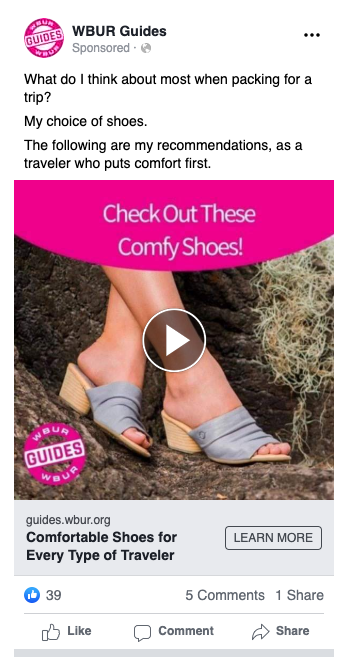 WBUR
GUIDES
WBUR
WBUR Guides
Sponsored ·
What do I think about most when packing for a
trip?
My choice of shoes.
The following are my recommendations, as a
traveler who puts comfort first.
Check Out These
Comfy Shoes!
WBUR
GUIDES
WBUR
guides.wbur.org
Comfortable Shoes for
Every Type of Traveler
LEARN MORE
39
5 Comments 1 Share
Like Comment Share